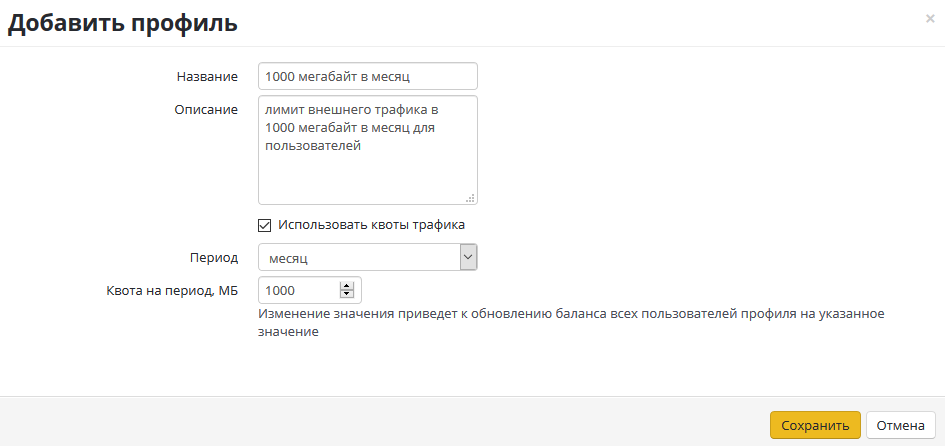 Добавить профиль
×
Название
1000 мегабайт в месяц
Описание
лимит внешнего трафика в
1000 мегабайт в месяц для
пользователей
Использовать квоты трафика
Период
месяц
Квота на период, МБ
1000
Изменение значения приведет к обновлению баланса всех пользователей профиля на указанное
значение
Сохранить
Отмена